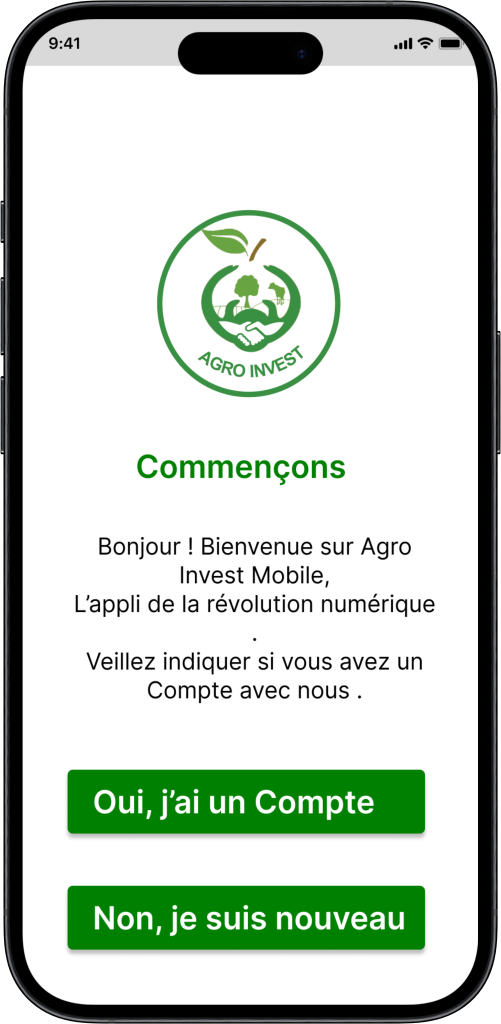 9:41
AGRO INVEST
Commençons
Bonjour ! Bienvenue sur Agro
Invest Mobile,
L’appli de la révolution numérique
.
Veillez indiquer si vous avez un
Compte avec nous .
Oui, j’ai un Compte
Non, je suis nouveau